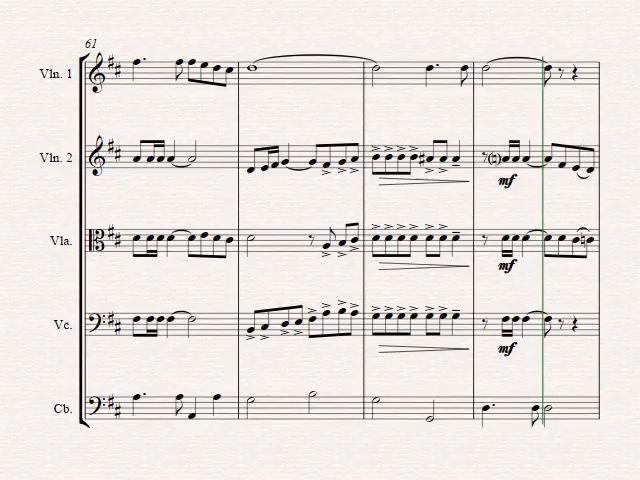 61
Vln. 1
Vln. 2
mf
Vla.
mf
Vc.
mf
Cb.